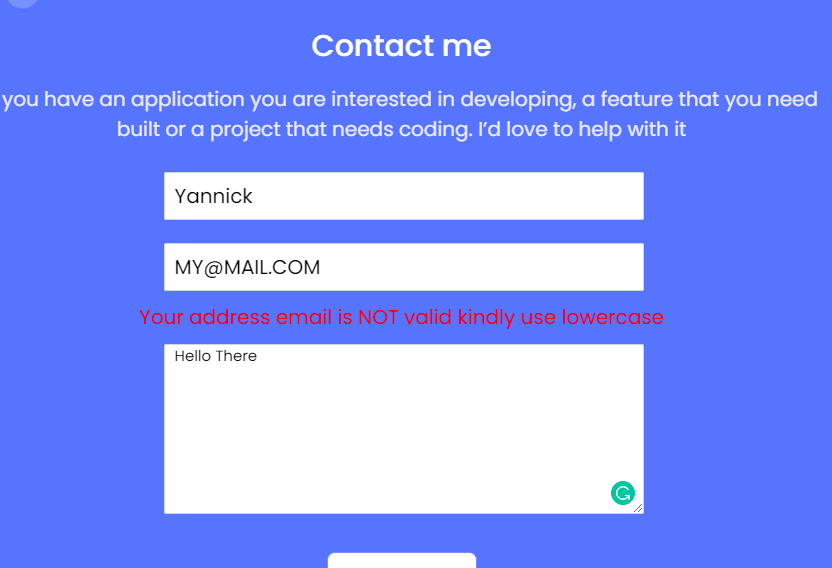 Contact me
you have an application you are interested in developing, a feature that you need
built or a project that needs coding. I’d love to help with it
Yannick
MY@MAIL.COM
Your address email is NOT valid kindly use lowercase
Hello There